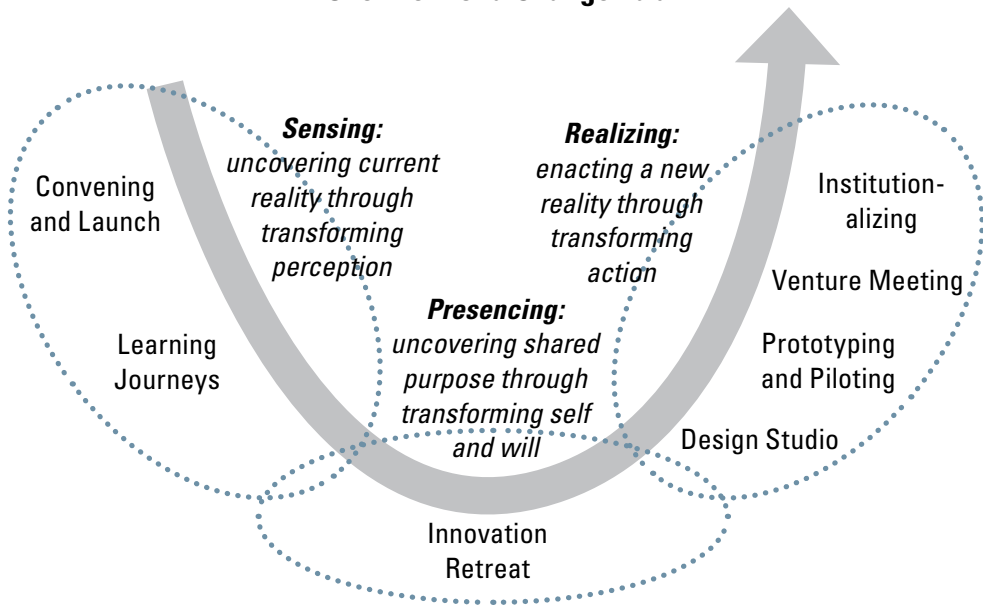 Sensing:
uncovering current
reality through
transforming
perception
Realizing:
enacting a new
reality through
transforming
action
Convening
and Launch
Institution-
alizing
Venture Meeting
Presencing:
uncovering shared
purpose through
transforming self
and will
Learning
Journeys
Prototyping
and Piloting
Design Studio
Innovation
Retreat